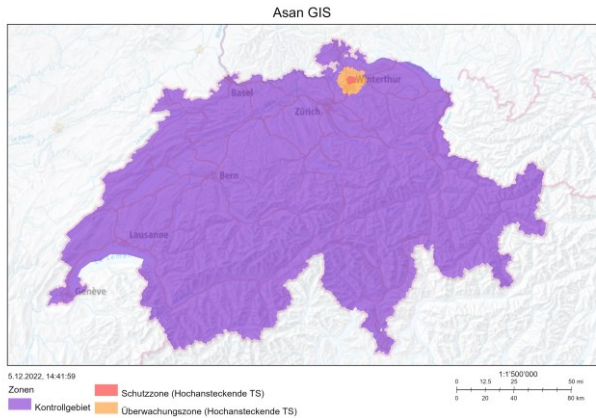 Asan GIS
Basel
Winterthur
Zürich
Bern
Lausanne
Genève
5.12.2022, 14:41:59
1:1'500'000
Zonen
Kontrollgebiet
Schutzzone (Hochansteckende TS)
Überwachungszone (Hochansteckende TS)
0 12.5 25 50 mi
0 20 40 80 km